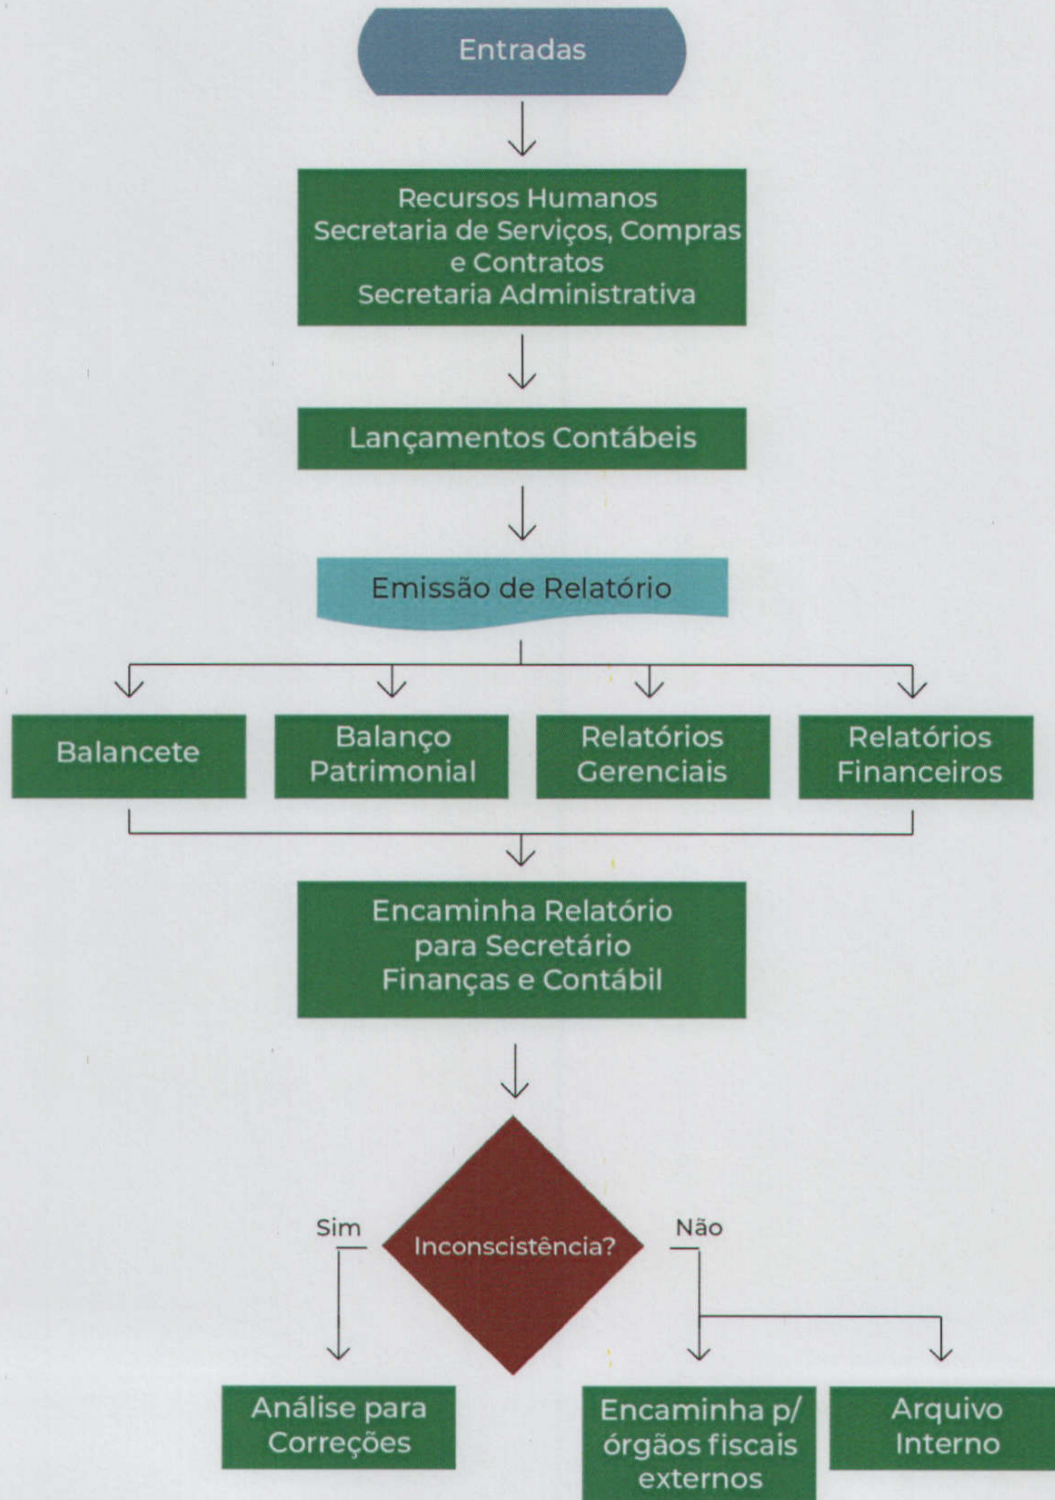 Entradas
Recursos Humanos
Secretaria de Serviços, Compras
e Contratos
Secretaria Administrativa
Lançamentos Contábeis
Emissão de Relatório
Balancete
Balanço
Patrimonial
Relatórios
Gerenciais
Relatórios
Financeiros
Encaminha Relatório
para Secretário
Finanças e Contábil
Inconscistência?
Sim
Não
Análise para
Correções
Encaminha p/
órgãos fiscais
externos
Arquivo
Interno